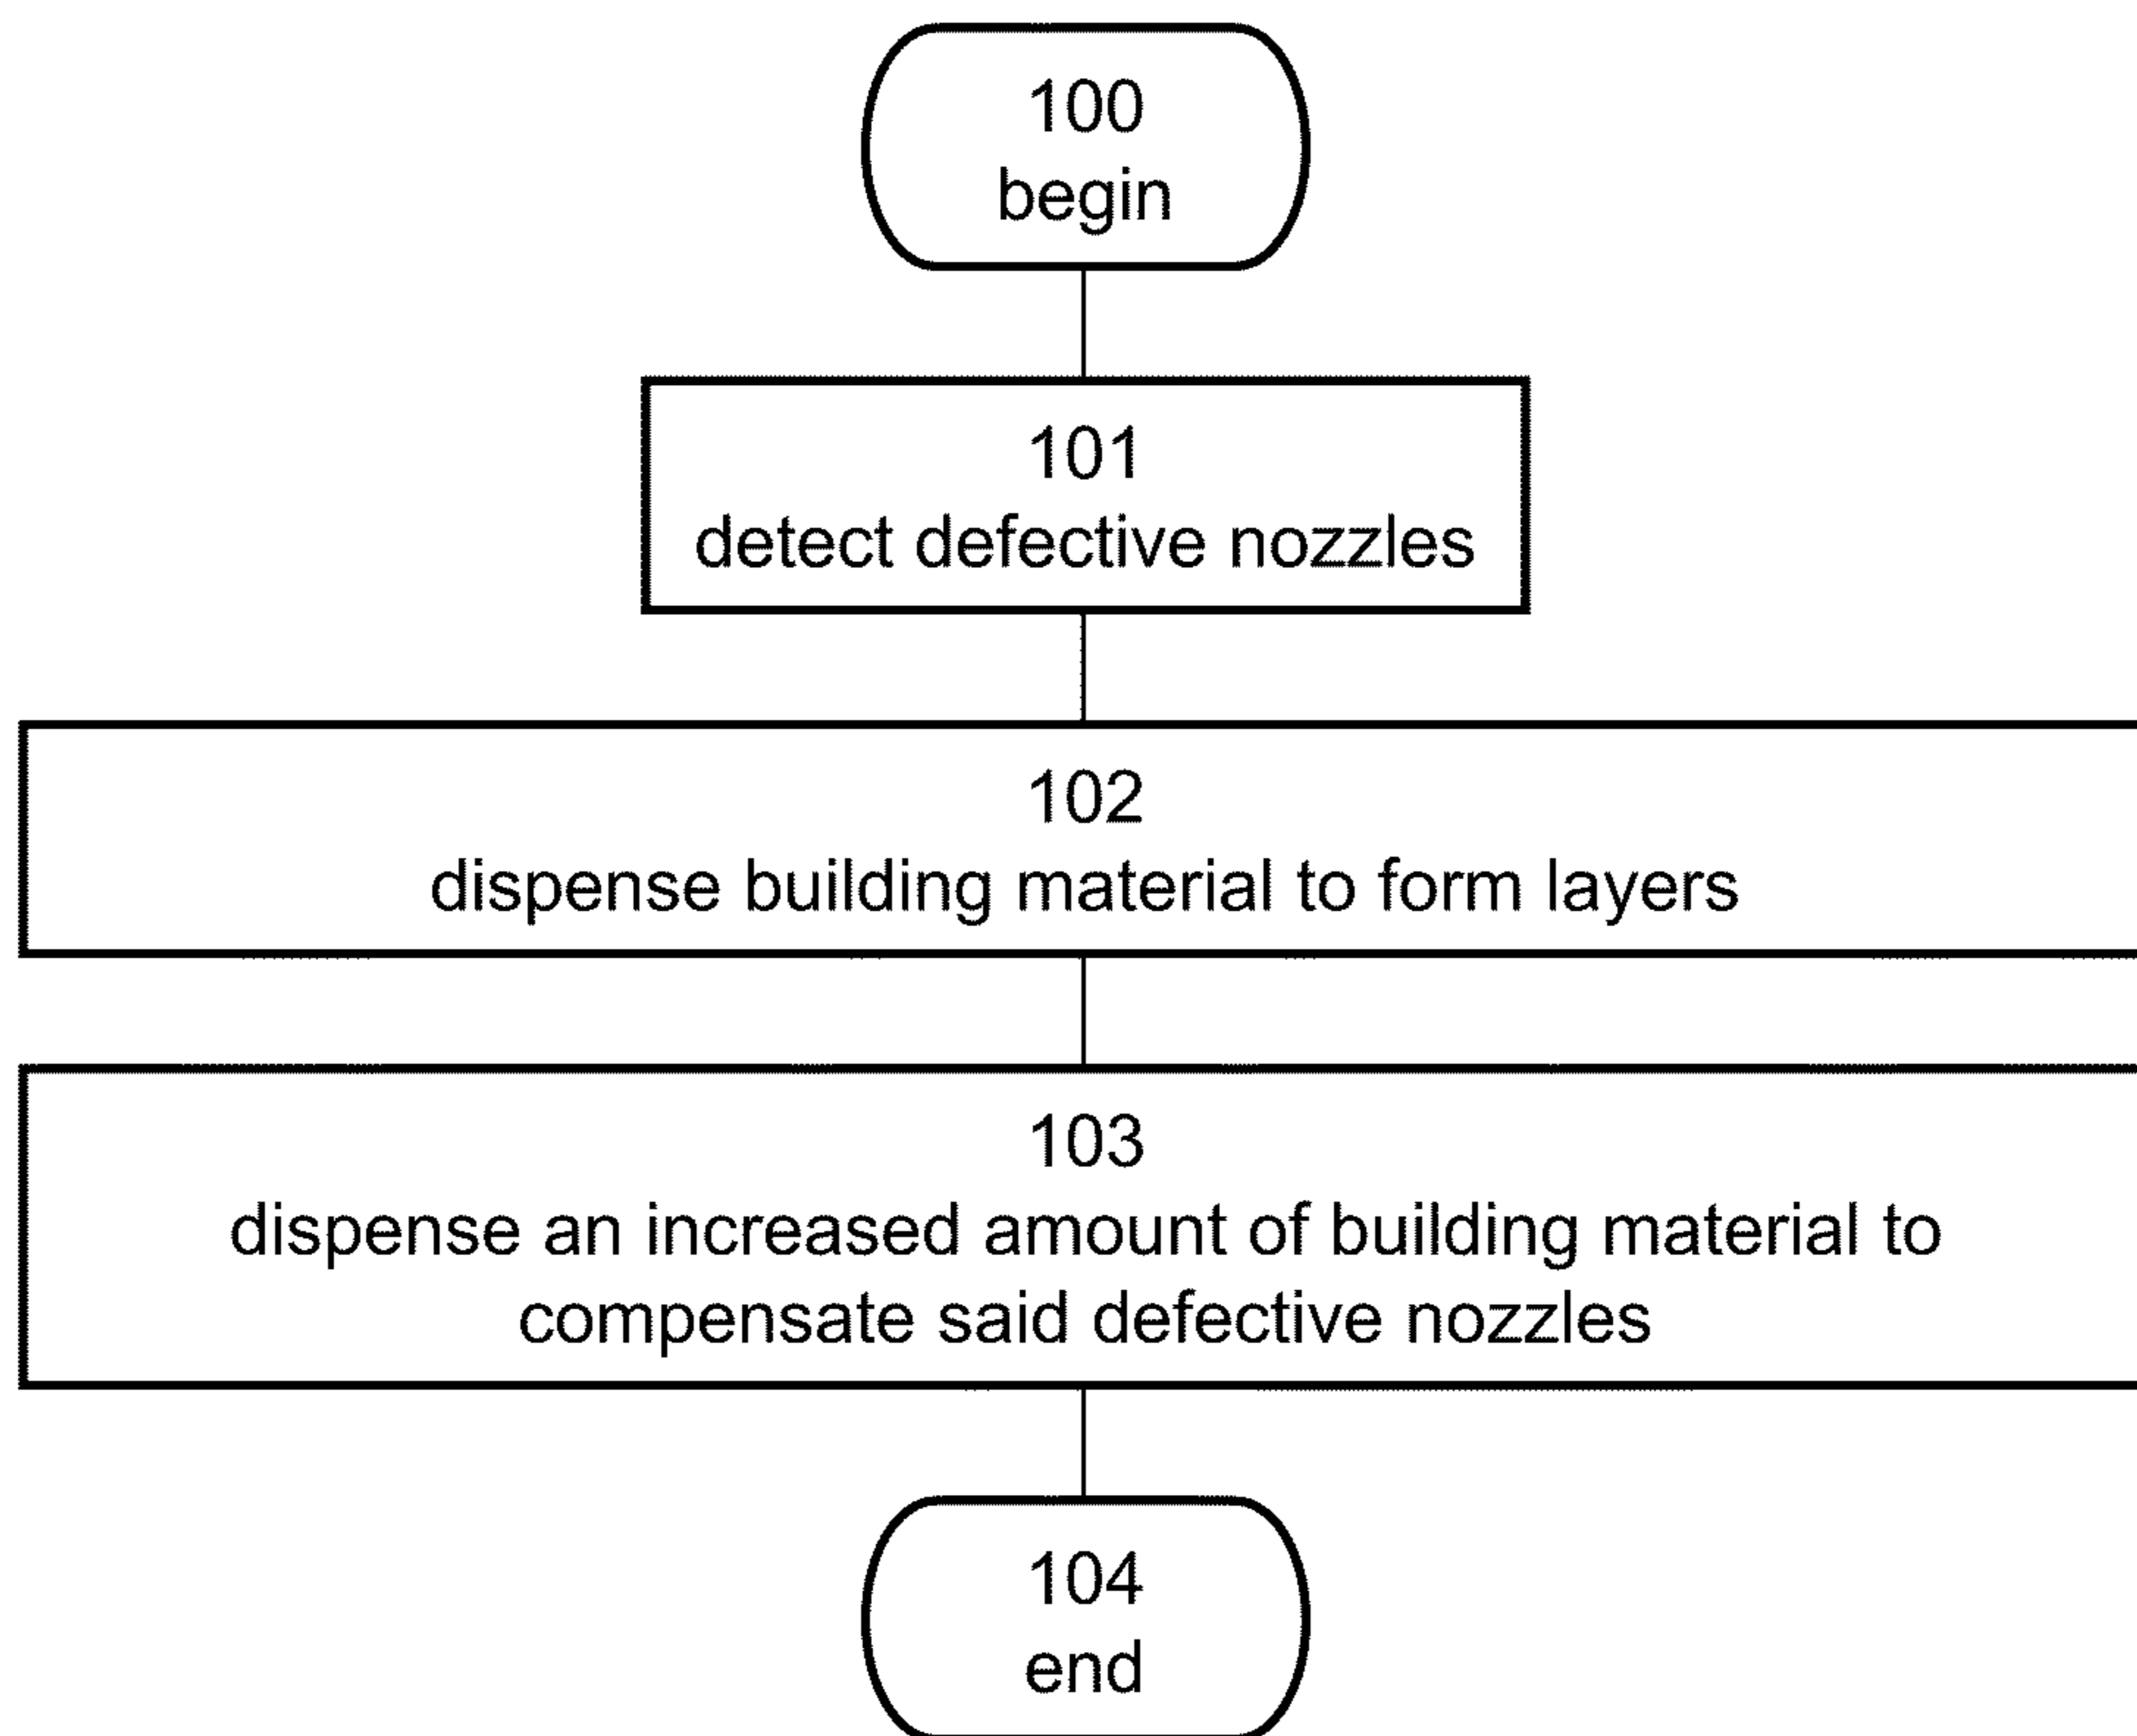 100
begin
101
detect defective nozzles
102
dispense building material to form layers
103
dispense an increased amount of building material to
compensate said defective nozzles
104
end